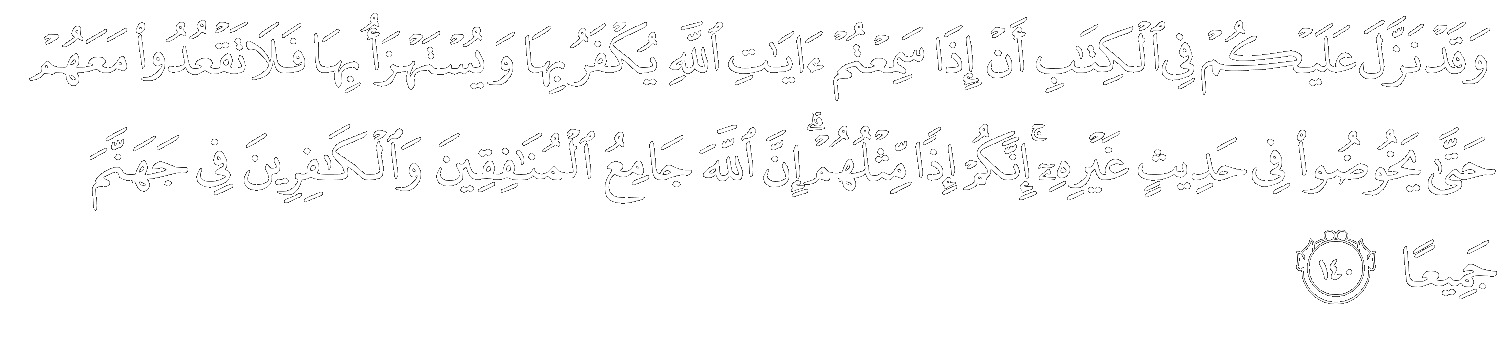 وَقَدْ نَزَّلَ عَلَيْكُمْ فِى ٱلْكِتَٰبِ أَنْ إِذَا سَمِعْتُمْ ءَايَٰتِ ٱللَّهِ يُكْفَرُ بِهَا وَيُسْتَهْزَأُ بِهَا فَلَا تَقْعُدُوا۟ مَعَهُمْ
حَتَّىٰ يَخُوضُوا۟ فِى حَدِيثٍ غَيْرِهِۦٓ ۚ إِنَّكُمْ إِذًا مِّثْلُهُمْ ۗ إِنَّ ٱللَّهَ جَامِعُ ٱلْمُنَٰفِقِينَ وَٱلْكَٰفِرِينَ فِى جَهَنَّمَ
جَمِيعًا ١٤٠